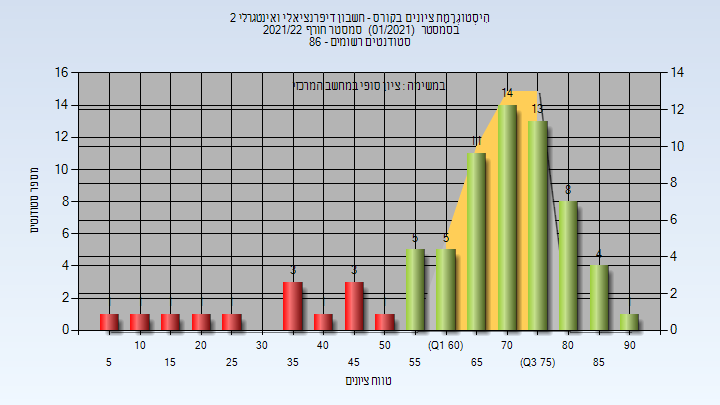 הִיסְטוֹגְרָמַת ציונים בקורס - חשבון דיפרנציאלי ואינטגרלי 2
בסמסטר (01/2021) סמסטר חורף 2021/22
סטודנטים רשומים - 86
במשימה : ציון סופי במחשב המרכזי
16 14
14 12
12 10
10 8
8 6
6 4
4 2
2 0
0
14
13
11
8
5 5
4
3 3
מספר סטודנטים
10 20 30 40 50 (Q1 60) 70 80 90
5 15 25 35 45 55 65 (Q3 75) 85
טווח ציונים